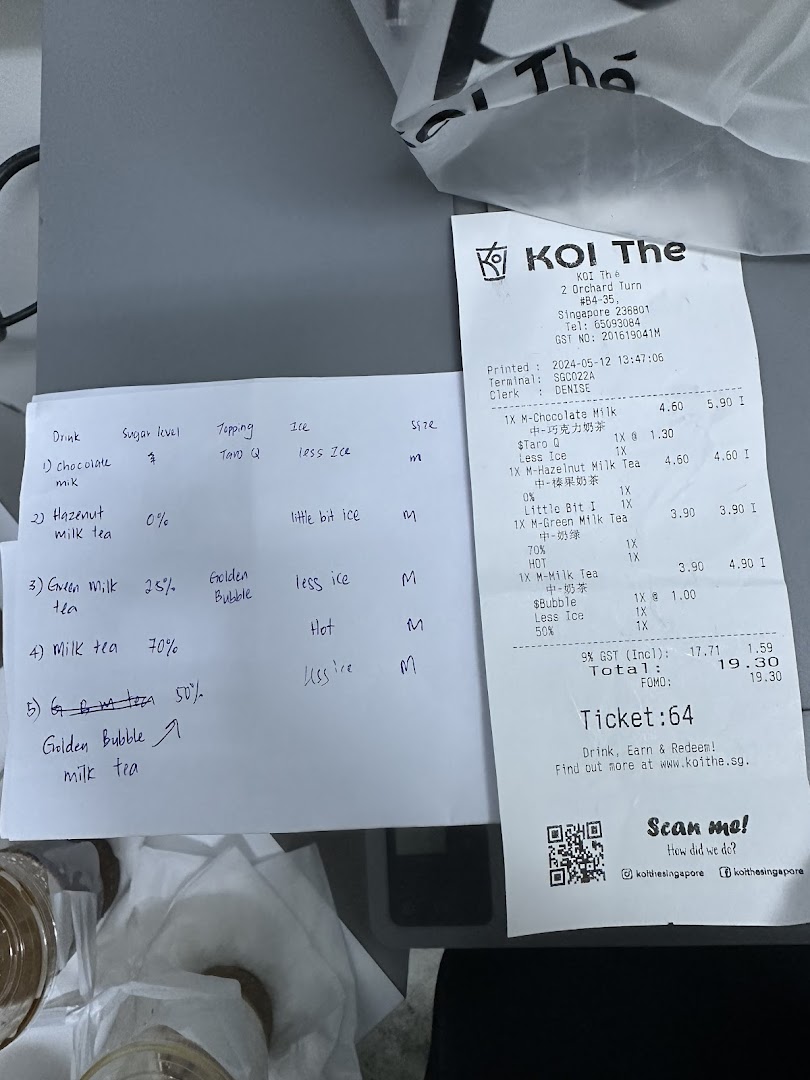 KOI Thé
Drink Sugar level Topping Ice Size
1) chocolate milk Taro Q less Ice m
2) Hazenut milk tea 0% little bit ice M
3) Green milk tea 25% Golden Bubble less ice M
4) Milk tea 70% Hot M
5) 50% Less ice M
Golden Bubble milk tea
KOI The
KOI Thé
2 Orchard Turn
#B4-35,
Singapore 236801
Tel: 65093084
GST NO: 201619041M
Printed : 2024-05-12 13:47:06
Terminal: SGC022A
Clerk : DENISE
1X M-Chocolate Milk 4.60 5.90 I
中-巧克力奶茶
$Taro Q 1X @ 1.30
Less Ice 1X
1X M-Hazelnut Milk Tea 4.60 4.60 I
中-榛果奶茶
0% 1X
Little Bit I 1X
1X M-Green Milk Tea 3.90 3.90 I
中-奶绿
70% 1X
HOT 1X
1X M-Milk Tea 3.90 4.90 I
中-奶茶
$Bubble 1X @ 1.00
Less Ice 1X
50% 1X
9% GST (Incl): 17.71 1.59
Total: 19.30
FOMO: 19.30
Ticket:64
Drink, Earn & Redeem!
Find out more at www.koithe.sg.
Scan me!
How did we do?
koithesingapore koithesingapore